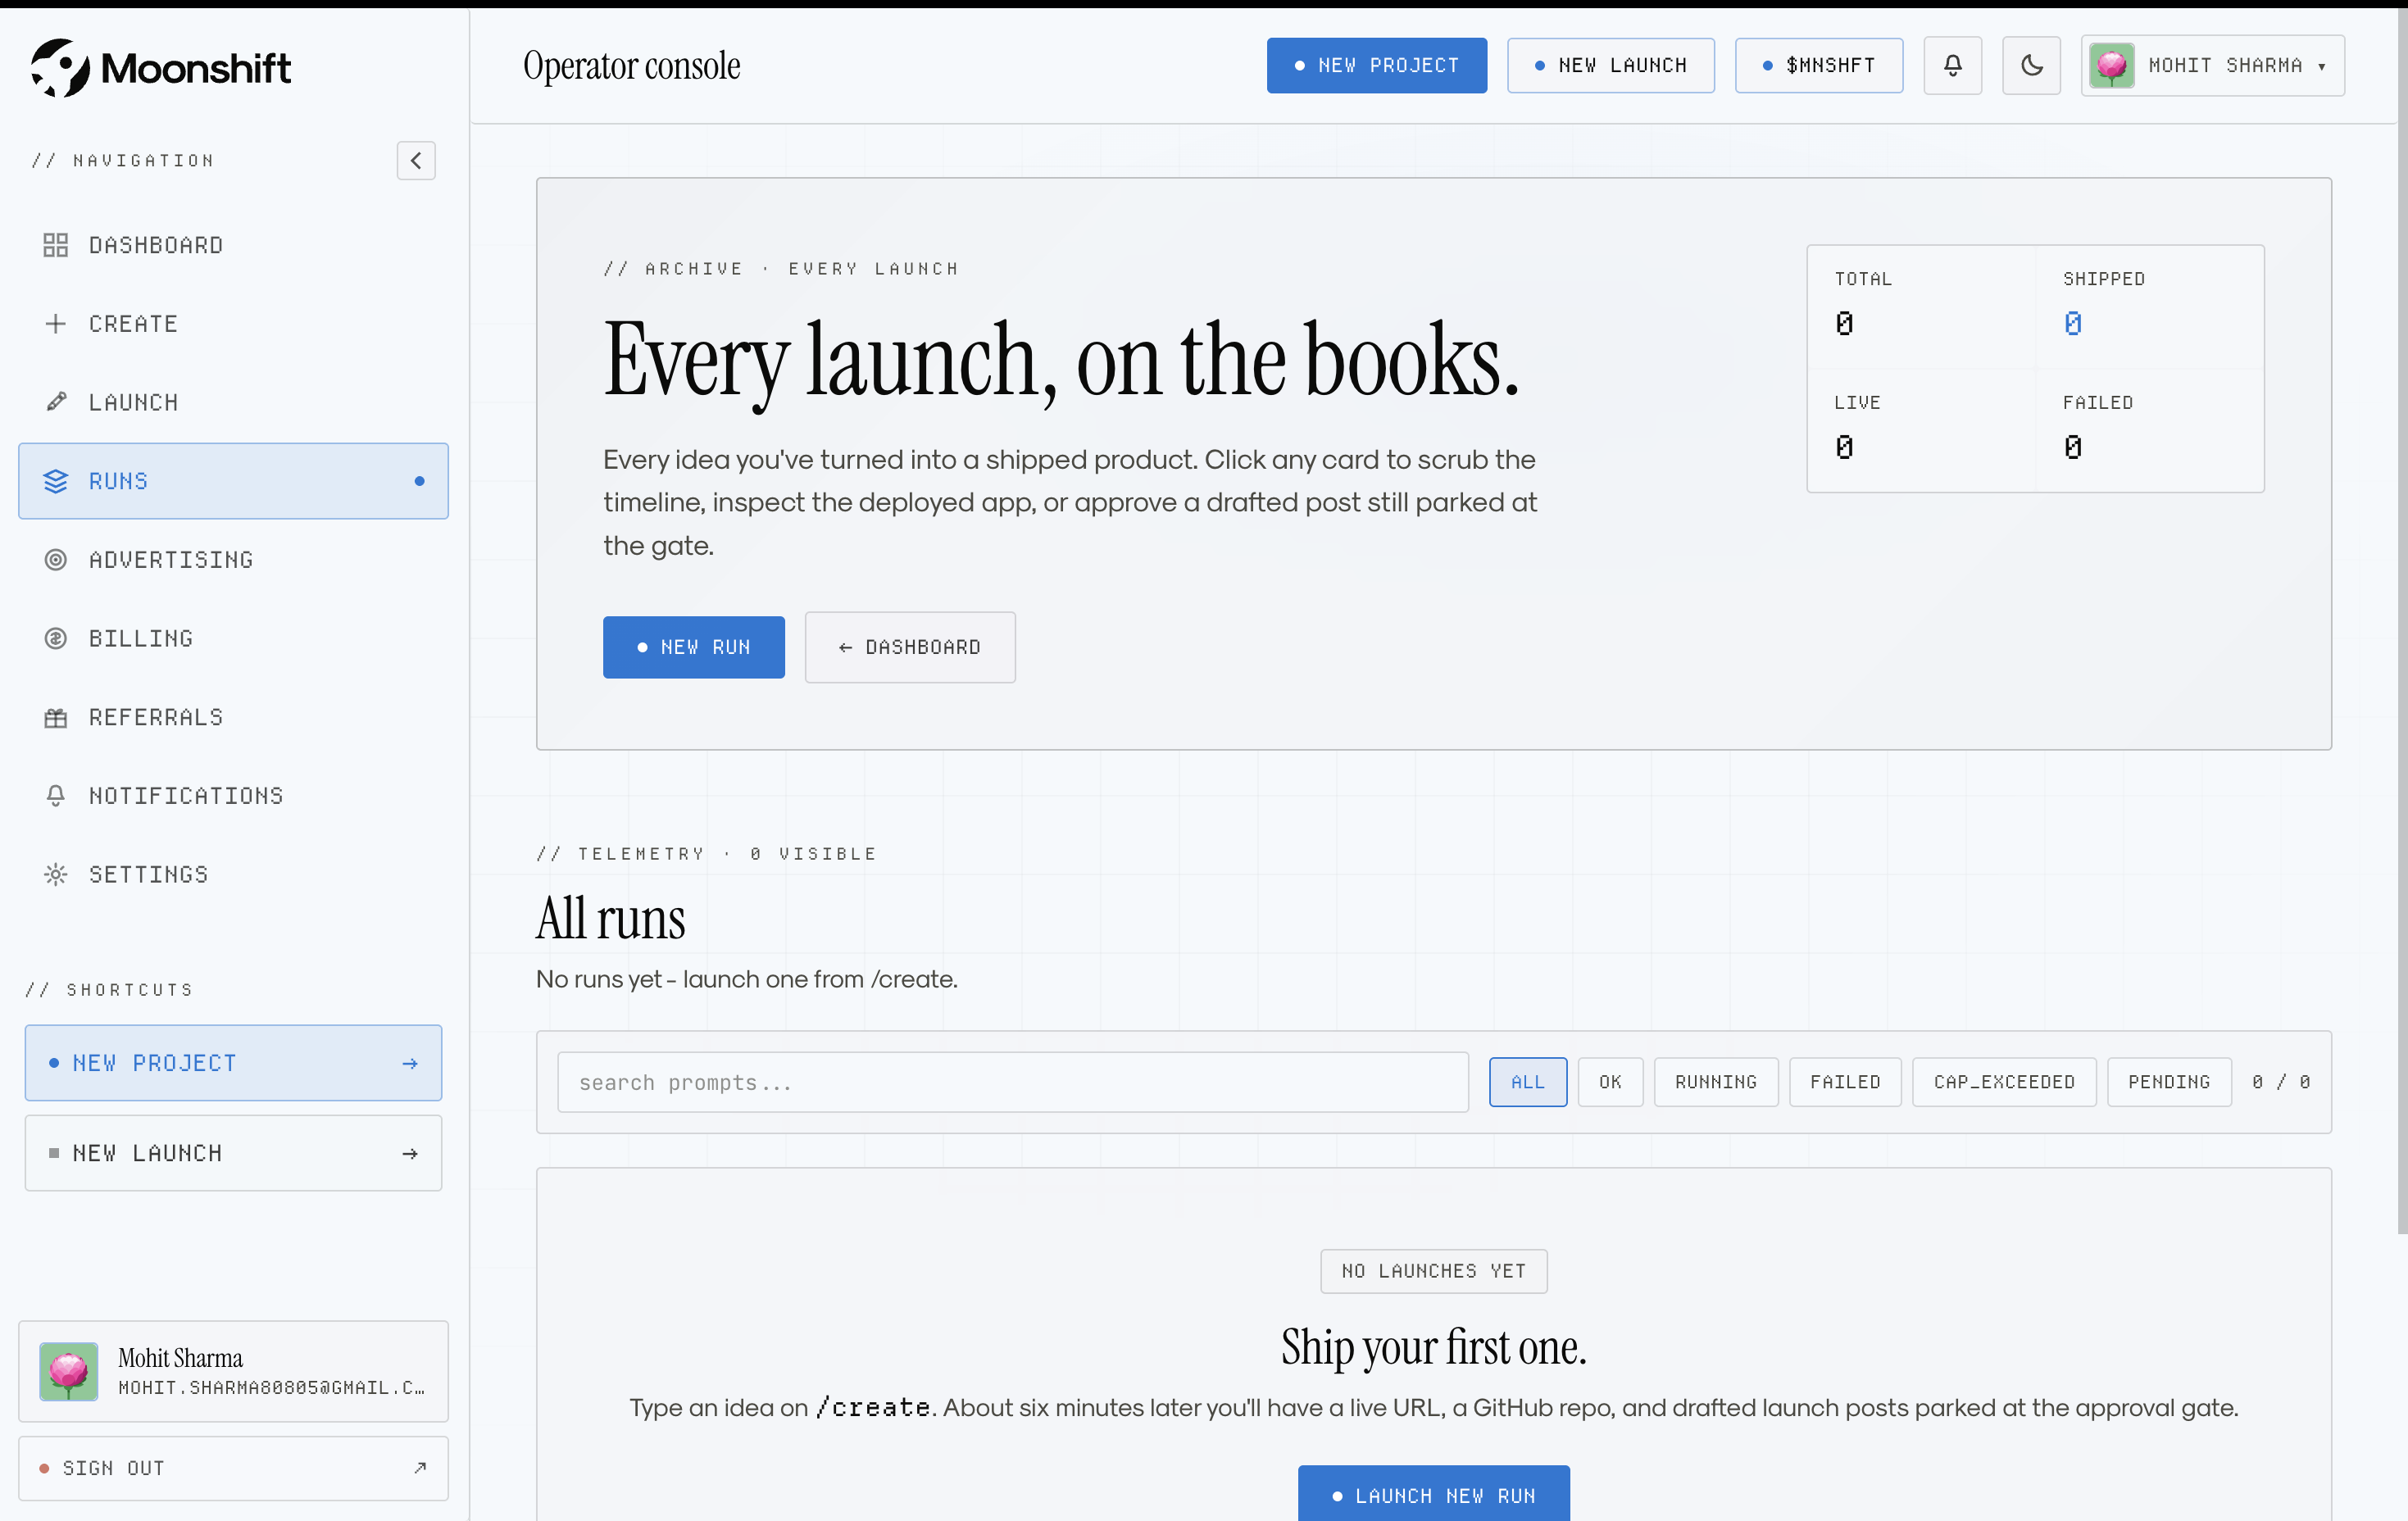 Moonshift
// NAVIGATION
DASHBOARD
CREATE
LAUNCH
RUNS
ADVERTISING
BILLING
REFERRALS
NOTIFICATIONS
SETTINGS
// SHORTCUTS
NEW PROJECT →
NEW LAUNCH →
Mohit Sharma
MOHIT.SHARMA80805@GMAIL.C…
SIGN OUT ↗
Operator console
NEW PROJECT
NEW LAUNCH
$MNSHFT
MOHIT SHARMA ▾
// ARCHIVE · EVERY LAUNCH
Every launch, on the books.
Every idea you've turned into a shipped product. Click any card to scrub the
timeline, inspect the deployed app, or approve a drafted post still parked at
the gate.
NEW RUN
← DASHBOARD
TOTAL
0
SHIPPED
0
LIVE
0
FAILED
0
// TELEMETRY · 0 VISIBLE
All runs
No runs yet - launch one from /create.
search prompts...
ALL
OK
RUNNING
FAILED
CAP_EXCEEDED
PENDING
0 / 0
NO LAUNCHES YET
Ship your first one.
Type an idea on /create. About six minutes later you'll have a live URL, a GitHub repo, and drafted launch posts parked at the approval gate.
LAUNCH NEW RUN